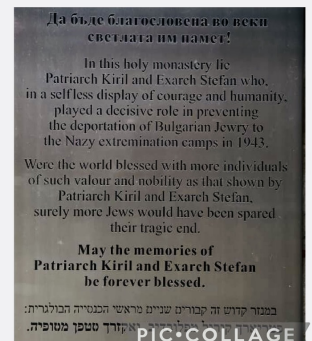 Да бъде благословена во веки
светлата им памет!
In this holy monastery lie
Patriarch Kiril and Exarch Stefan who,
in a selfless display of courage and humanity,
played a decisive role in preventing
the deportation of Bulgarian Jewry to
the Nazy extremination camps in 1943.
Were the world blessed with more individuals
of such valour and nobility as that shown by
Patriarch Kiril and Exarch Stefan,
surely more Jews would have been spared
their tragic end.
May the memories of
Patriarch Kiril and Exarch Stefan
be forever blessed.
במנזר קדוש זה קבורים שניים מראשי הכנסייה הבולגרית:
סטפן מסופיה.
PIC•COLLAGE